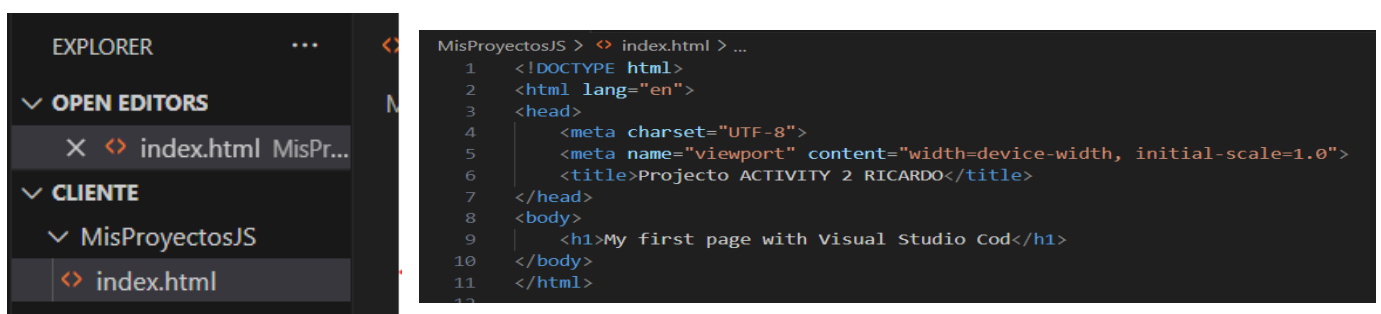 EXPLORER ...
OPEN EDITORS
index.html MisPr...
CLIENTE
MisProyectosJS
index.html
MisProyectosJS > <> index.html > ...
1 <!DOCTYPE html>
2 <html lang="en">
3 <head>
4 <meta charset="UTF-8">
5 <meta name="viewport" content="width=device-width, initial-scale=1.0">
6 <title>Projecto ACTIVITY 2 RICARDO</title>
7 </head>
8 <body>
9 <h1>My first page with Visual Studio Cod</h1>
10 </body>
11 </html>